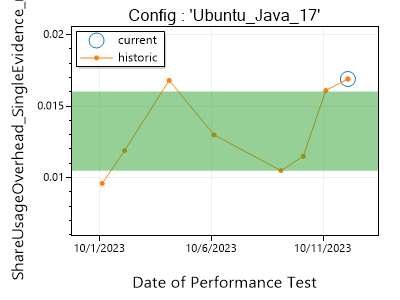 Config : 'Ubuntu_Java_17'
current
historic
0.02
0.015
0.01
10/1/2023
10/6/2023
10/11/2023
Date of Performance Test
ShareUsageOverhead_SingleEvidence_